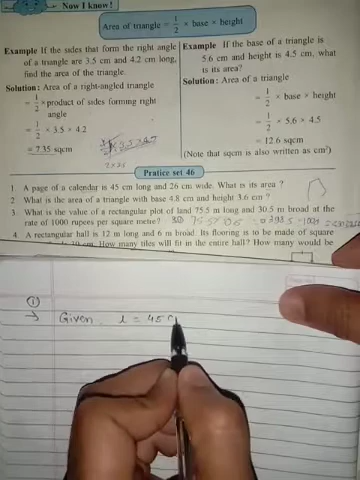 Now I know!
Area of triangle = 1/2 × base × height
Example If the sides that form the right angle
of a triangle are 3.5 cm and 4.2 cm long,
find the area of the triangle.
Solution: Area of a right-angled triangle
= 1/2 × product of sides forming right
angle
= 1/2 × 3.5 × 4.2
= 7.35 sqcm
Example: If the base of a triangle is
5.6 cm and height is 4.5 cm, what
is its area?
Solution: Area of a triangle
= 1/2 × base × height
= 1/2 × 5.6 × 4.5
= 12.6 sqcm
(Note that sqcm is also written as cm²)
Pratice set 46
1. A page of a calendar is 45 cm long and 26 cm wide. What is its area ?
2. What is the area of a triangle with base 4.8 cm and height 3.6 cm ?
3. What is the value of a rectangular plot of land 75.5 m long and 30.5 m broad at the
rate of 1000 rupees per square metre?
4. A rectangular hall is 12 m long and 6 m broad. Its flooring is to be made of square
How many tiles will fit in the entire hall? How many would be
1
→ Given l = 45 c